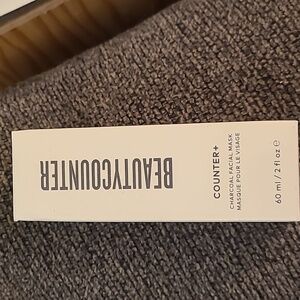 BEAUTYCOUNTER
COUNTER+
CHARCOAL FACIAL MASK
MASQUE POUR LE VISAGE
60 ml / 2 fl oz ℮